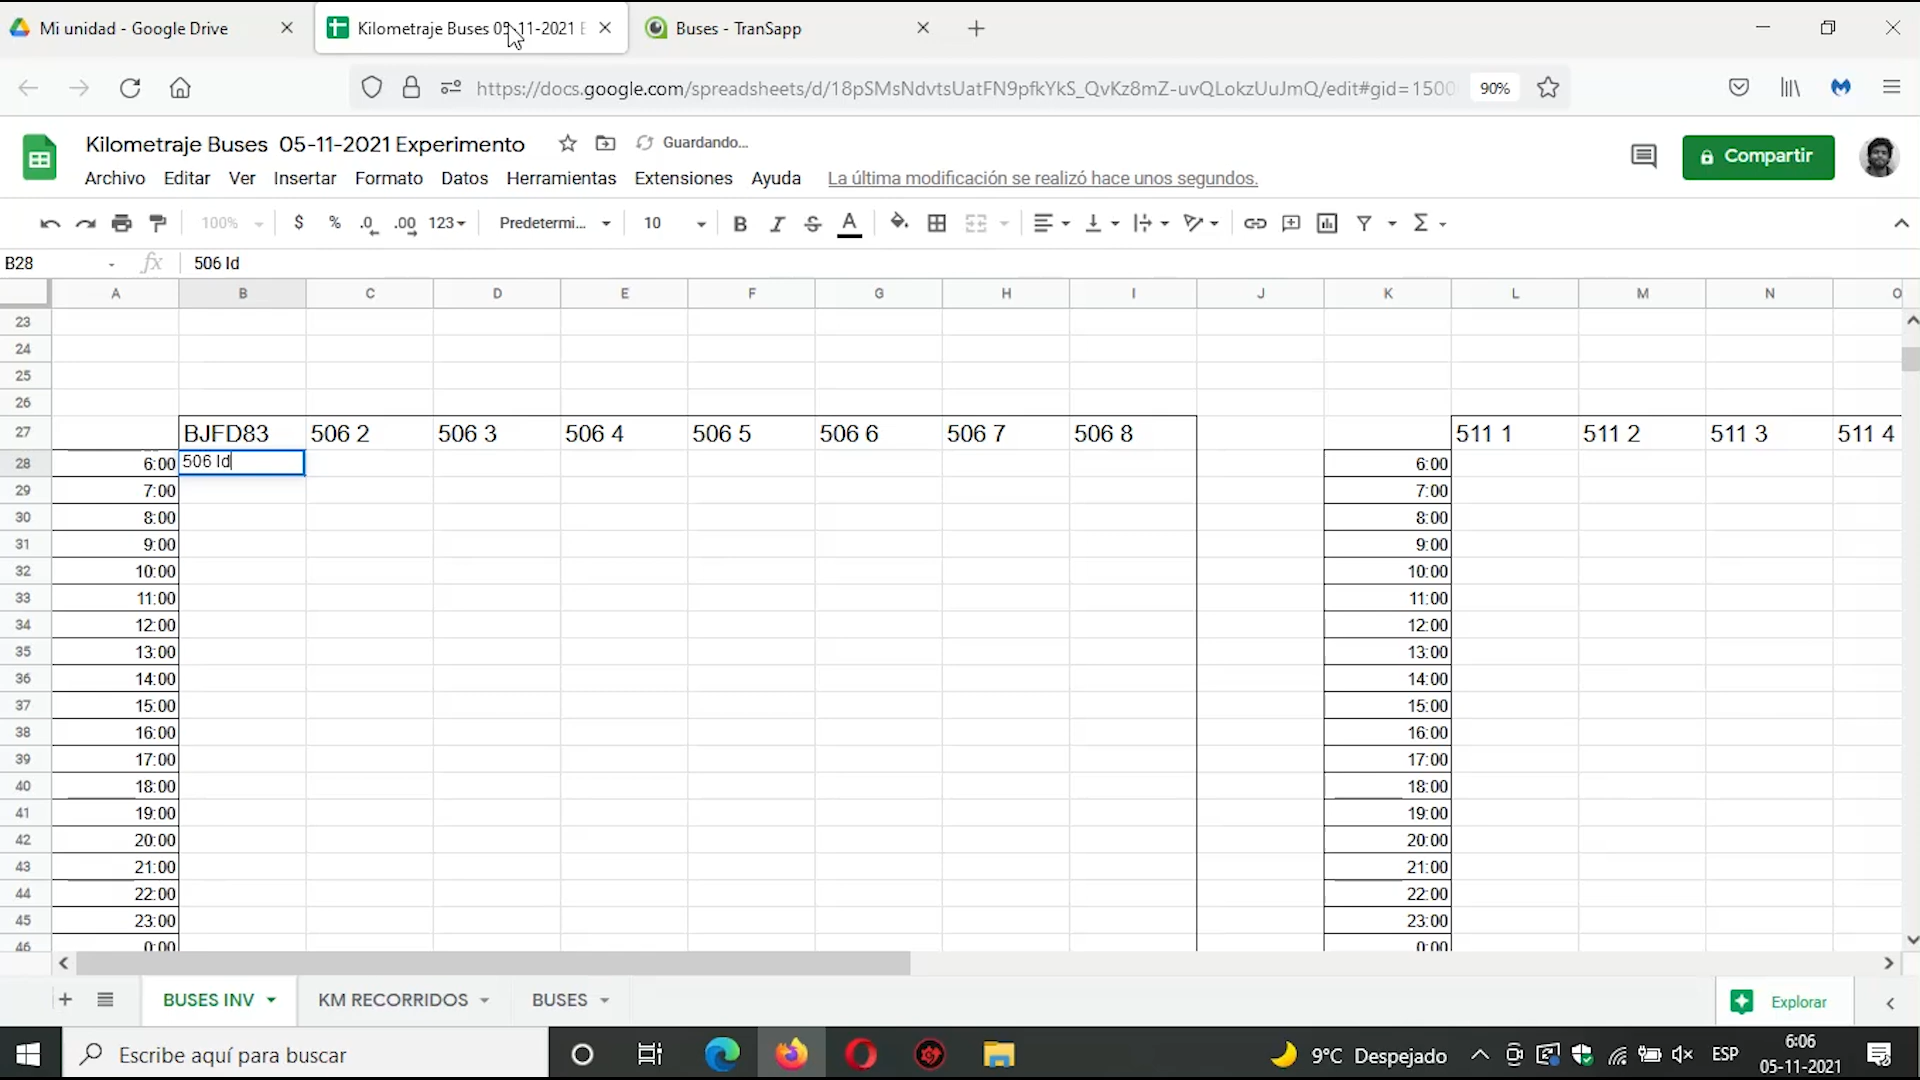 Mi unidad - Google Drive
Kilometraje Buses 05-11-2021 E
Buses - TranSapp
https://docs.google.com/spreadsheets/d/18pSMsNdvtsUatFN9pfkYkS_QvKz8mZ-uvQLokzUuJmQ/edit#gid=1500
90%
Kilometraje Buses 05-11-2021 Experimento
Guardando...
Compartir
Archivo Editar Ver Insertar Formato Datos Herramientas Extensiones Ayuda
La última modificación se realizó hace unos segundos.
100% $ % .0 .00 123 Predetermi... 10 B I S A Σ
B28 fx 506 Id
A B C D E F G H I J K L M N O
23
24
25
26
27 BJFD83 506 2 506 3 506 4 506 5 506 6 506 7 506 8 511 1 511 2 511 3 511 4
28 6:00 506 Id 6:00
29 7:00 7:00
30 8:00 8:00
31 9:00 9:00
32 10:00 10:00
33 11:00 11:00
34 12:00 12:00
35 13:00 13:00
36 14:00 14:00
37 15:00 15:00
38 16:00 16:00
39 17:00 17:00
40 18:00 18:00
41 19:00 19:00
42 20:00 20:00
43 21:00 21:00
44 22:00 22:00
45 23:00 23:00
46 0:00 0:00
BUSES INV KM RECORRIDOS BUSES
Explorar
Escribe aquí para buscar
9°C Despejado
ESP
6:06
05-11-2021